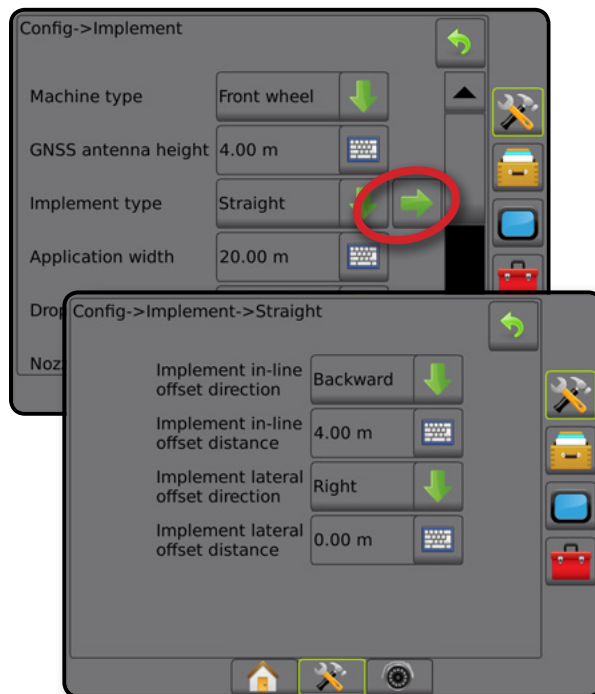 Config->Implement
Machine type Front wheel
GNSS antenna height 4.00 m
Implement type Straight
Application width 20.00 m
Config->Implement->Straight
Implement in-line
offset direction Backward
Implement in-line
offset distance 4.00 m
Implement lateral
offset direction Right
Implement lateral
offset distance 0.00 m